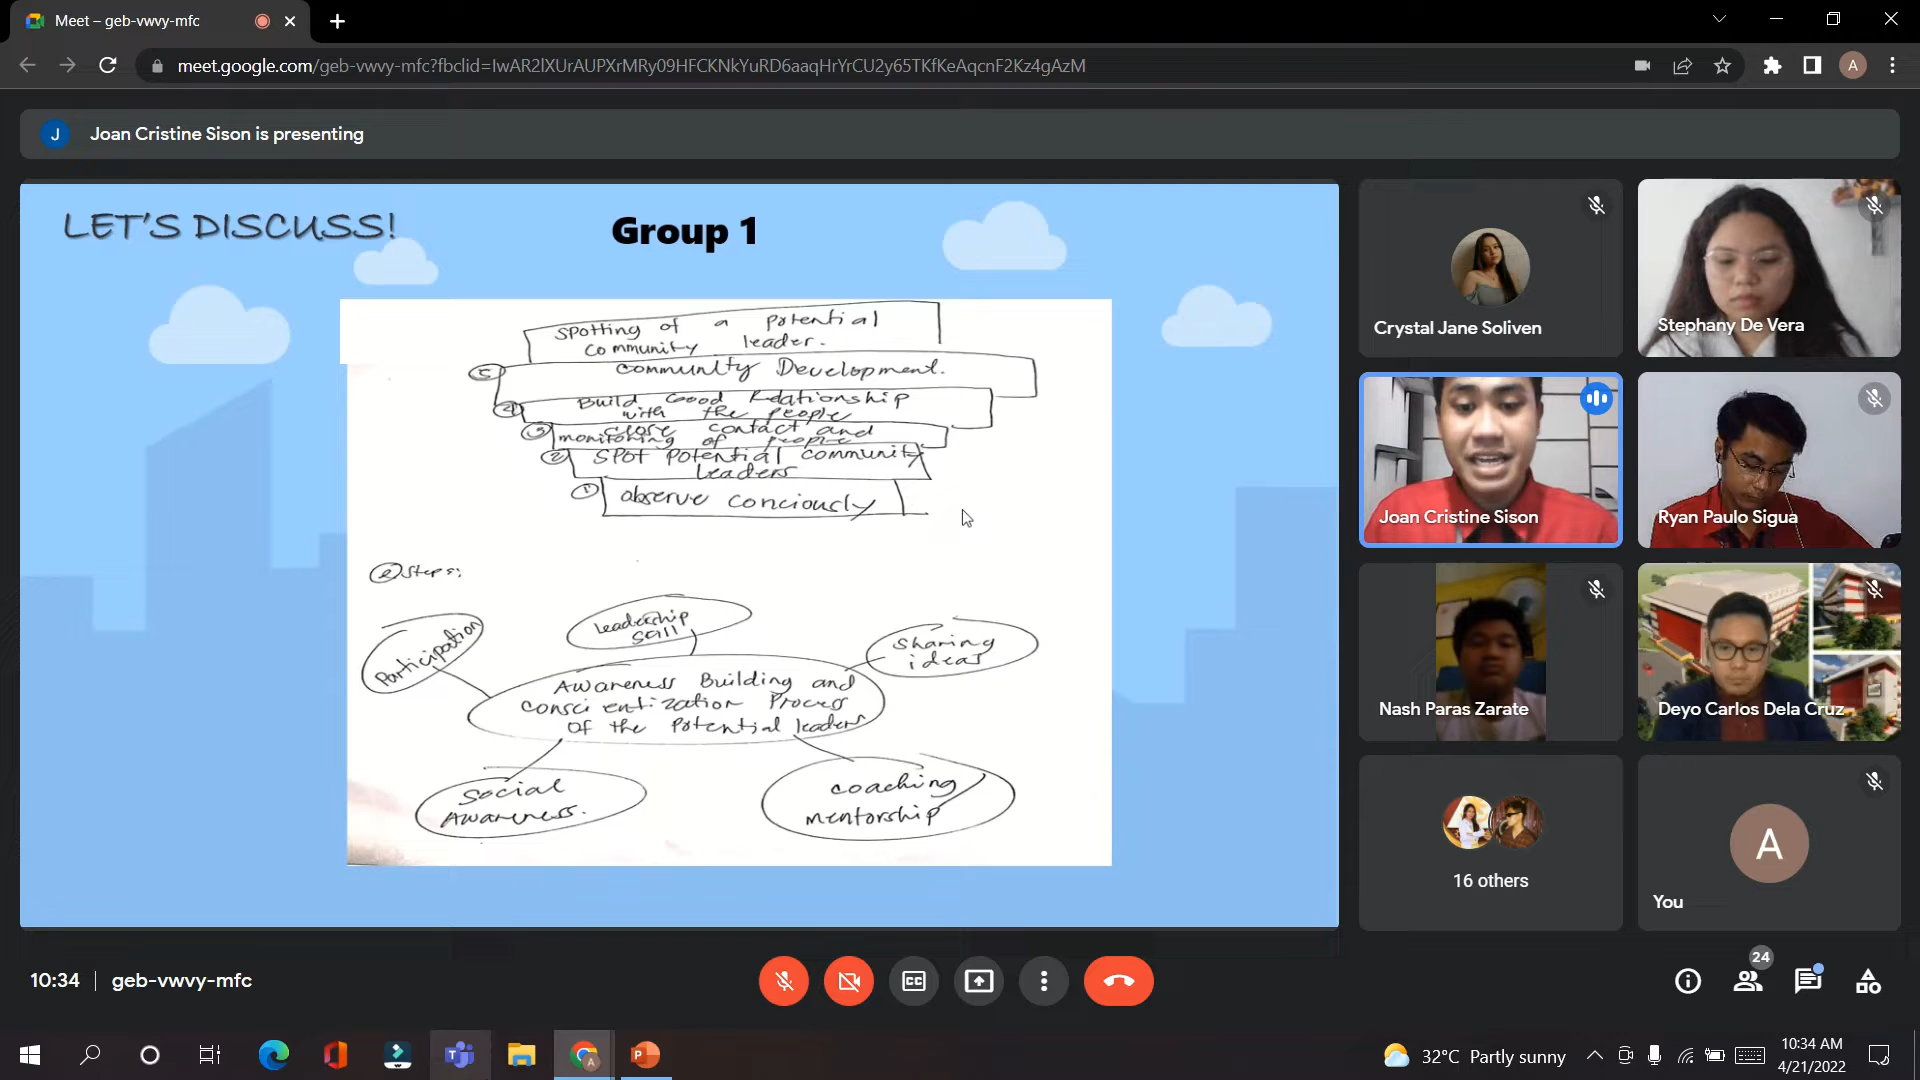 Meet – geb-vwvy-mfc
meet.google.com/geb-vwvy-mfc?fbclid=IwAR2lXUrAUPXrMRy09HFCKNkYuRD6aaqHrYrCU2y65TKfKeAqcnF2Kz4gAzM
A
J
Joan Cristine Sison is presenting
LET'S DISCUSS!
Group 1
Spotting of a potential
community leader.
5 community Development.
4 Build Good Relationship
with the people
3 close contact and
monitoring of people
2 SPOT potential community
leaders
1 observe conciously
2 Steps:
Participation
Leadership
Sharing
ideas
Awareness Building and
consci entization Process
of the potential leaders
social
awareness.
coaching
mentorship
Crystal Jane Soliven
Stephany De Vera
Joan Cristine Sison
Ryan Paulo Sigua
Nash Paras Zarate
Deyo Carlos Dela Cruz
16 others
A
You
10:34
geb-vwvy-mfc
CC
24
32°C Partly sunny
10:34 AM
4/21/2022